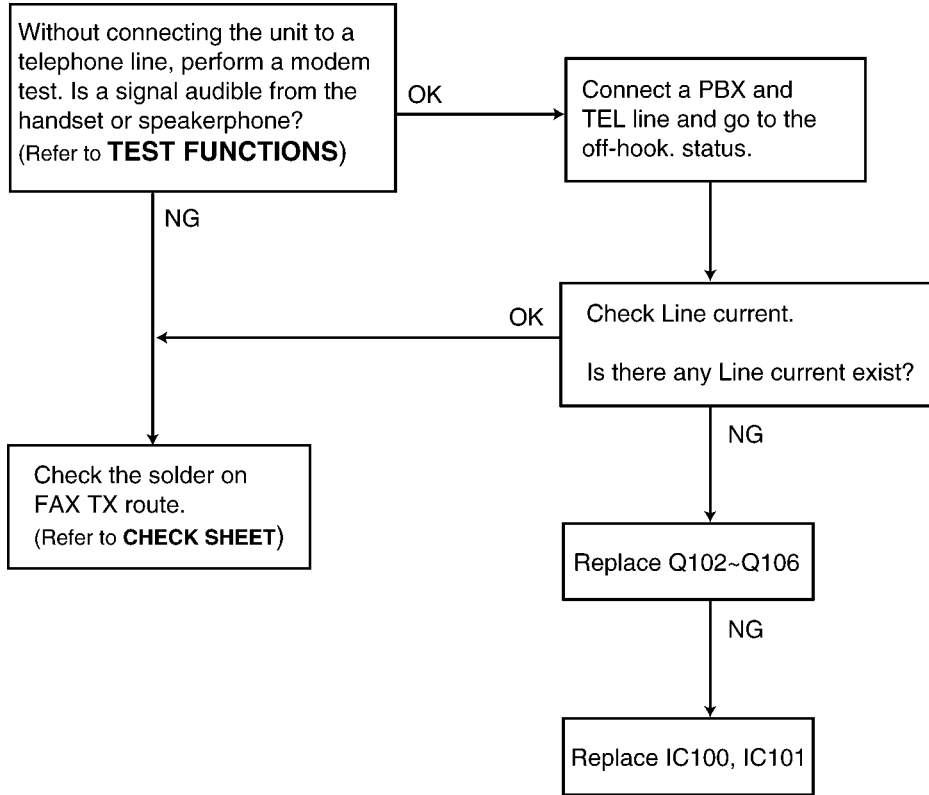 Without connecting the unit to a
telephone line, perform a modem
test. Is a signal audible from the
handset or speakerphone?
(Refer to TEST FUNCTIONS)
OK
Connect a PBX and
TEL line and go to the
off-hook. status.
NG
OK
Check Line current.
Is there any Line current exist?
NG
Check the solder on
FAX TX route.
(Refer to CHECK SHEET)
Replace Q102~Q106
NG
Replace IC100, IC101